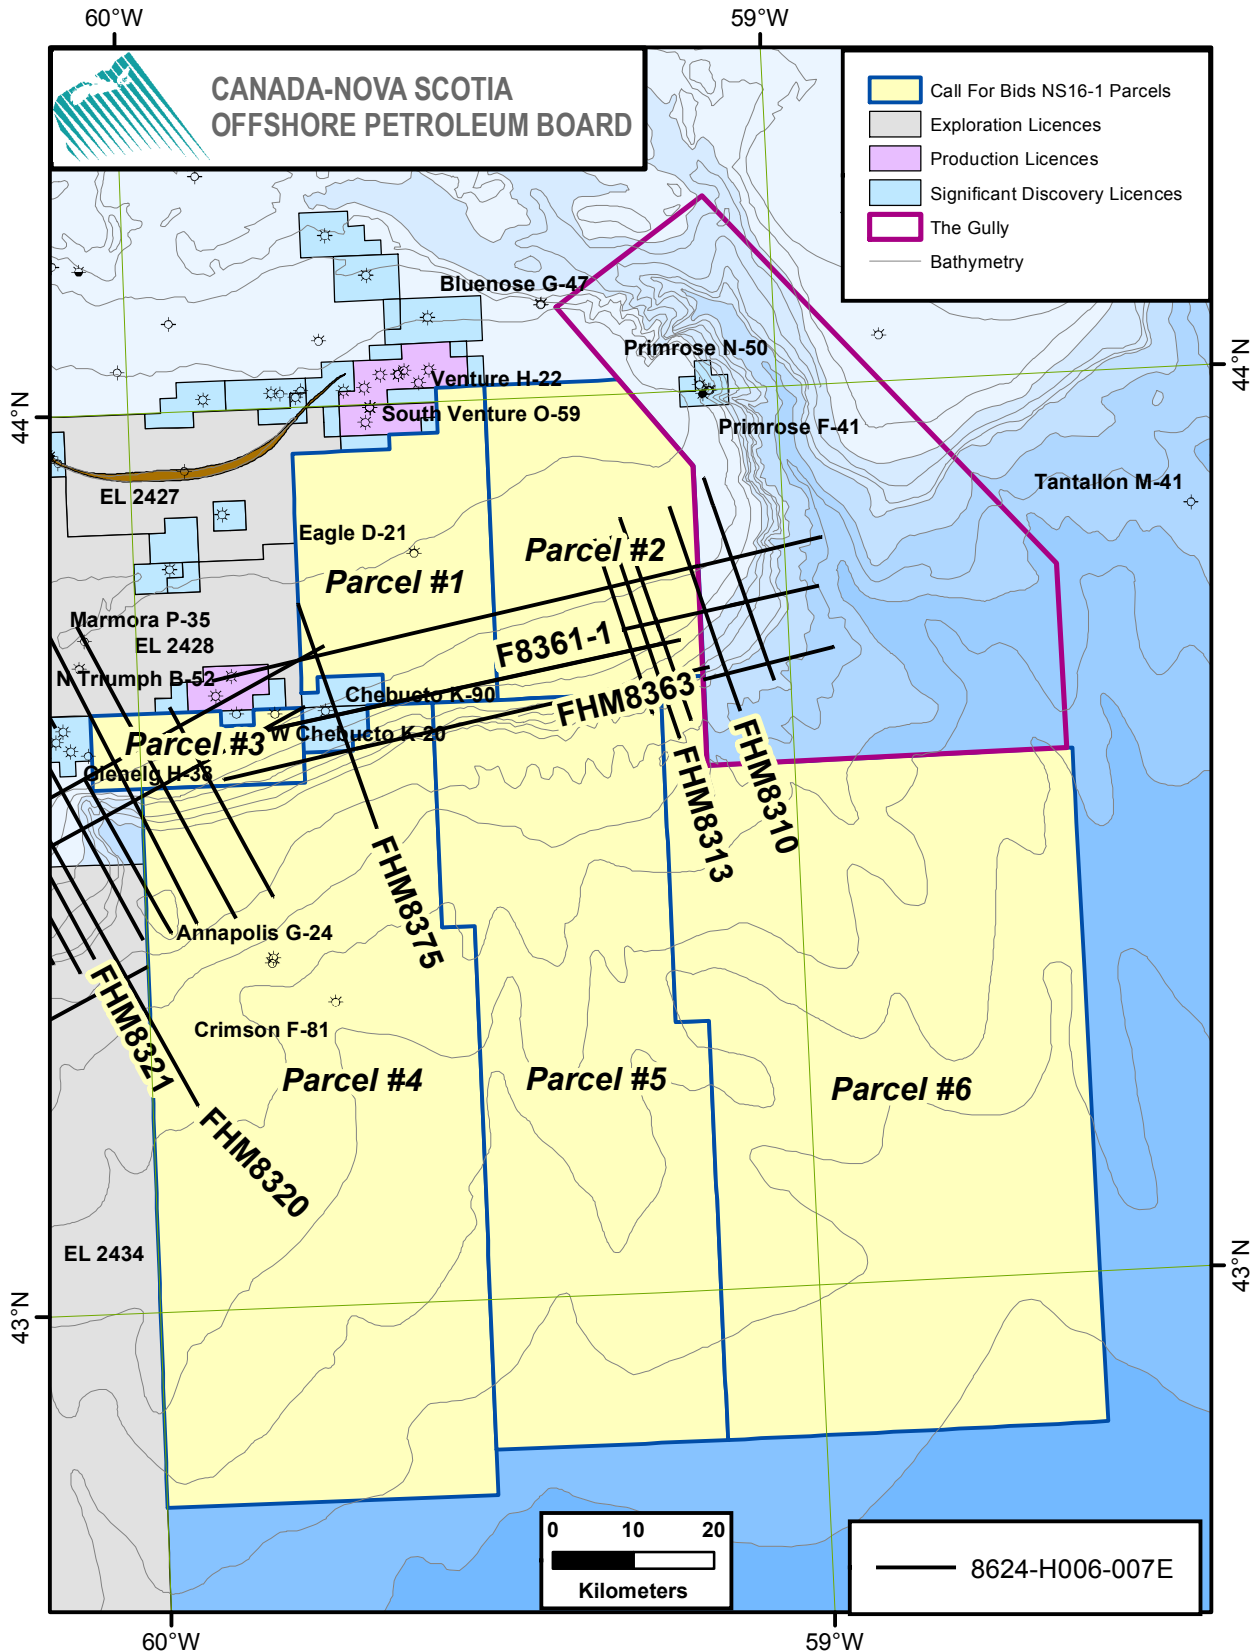 60°W
59°W
CANADA-NOVA SCOTIA
OFFSHORE PETROLEUM BOARD
Call For Bids NS16-1 Parcels
Exploration Licences
Production Licences
Significant Discovery Licences
The Gully
Bathymetry
Bluenose G-47
Primrose N-50
Venture H-22
44°N
44°N
South Venture O-59
Primrose F-41
Tantallon M-41
EL 2427
Eagle D-21
Parcel #2
Parcel #1
Marmora P-35
EL 2428
F8361-1
N Triumph B-52
Chebucto K-90
FHM8363
W Chebucto K-20
Parcel #3
Glenelg H-38
FHM8310
FHM8313
FHM8375
Annapolis G-24
FHM8321
Crimson F-81
Parcel #4
Parcel #5
Parcel #6
FHM8320
EL 2434
43°N
43°N
0 10 20
Kilometers
8624-H006-007E
60°W
59°W